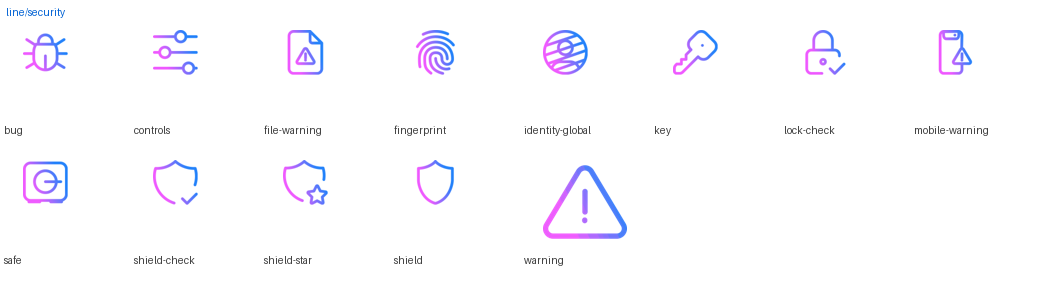 line/security
bug controls file-warning fingerprint identity-global key lock-check mobile-warning
safe shield-check shield-star shield warning